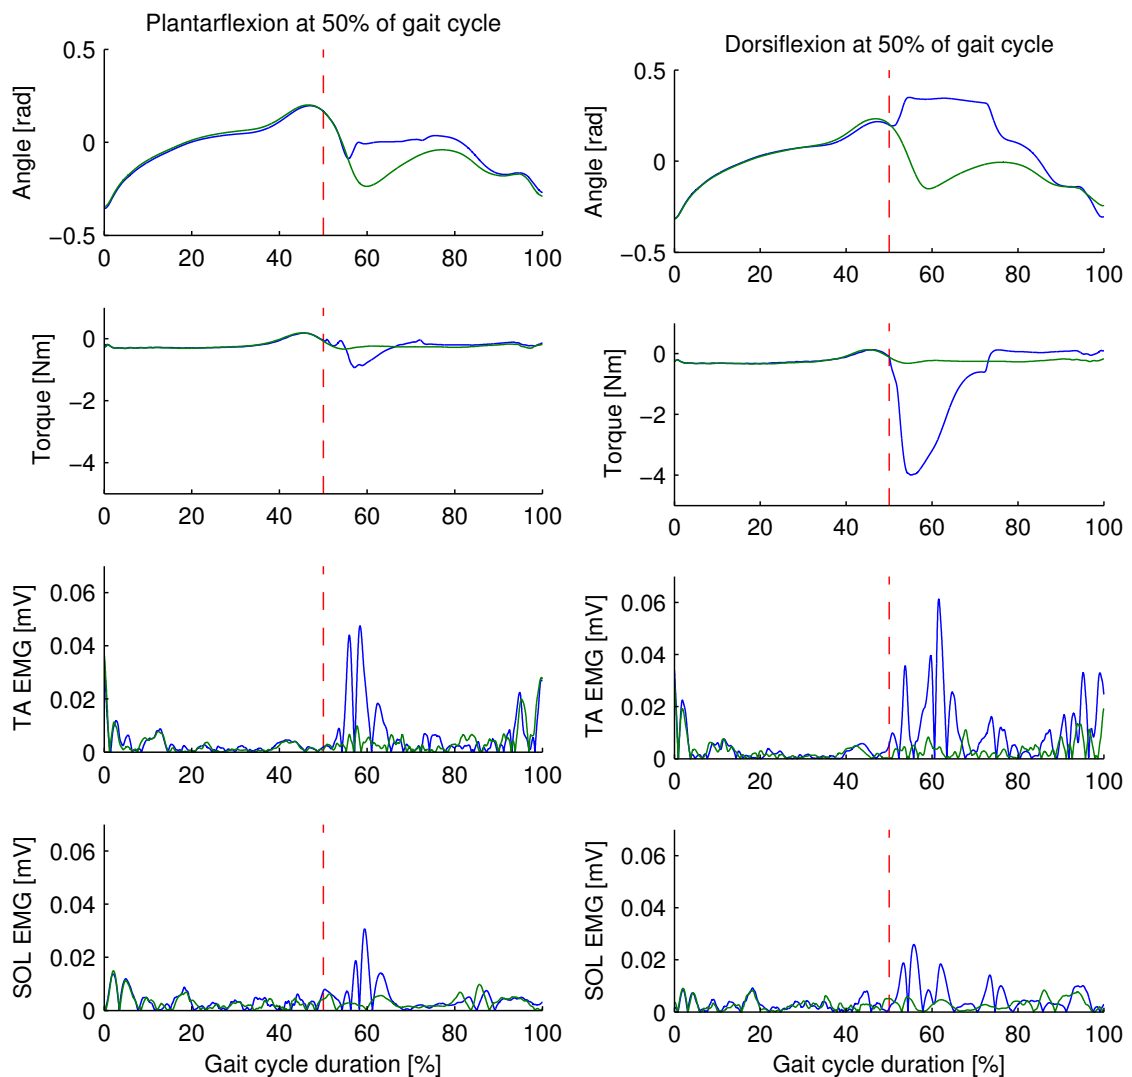 Plantarflexion at 50% of gait cycle
0.5
0
−0.5
Angle [rad]
0 20 40 60 80 100
0
−2
−4
Torque [Nm]
0 20 40 60 80 100
0.06
0.04
0.02
0
TA EMG [mV]
0 20 40 60 80 100
0.06
0.04
0.02
0
SOL EMG [mV]
0 20 40 60 80 100
Gait cycle duration [%]
Dorsiflexion at 50% of gait cycle
0.5
0
−0.5
Angle [rad]
0 20 40 60 80 100
0
−2
−4
Torque [Nm]
0 20 40 60 80 100
0.06
0.04
0.02
0
TA EMG [mV]
0 20 40 60 80 100
0.06
0.04
0.02
0
SOL EMG [mV]
0 20 40 60 80 100
Gait cycle duration [%]